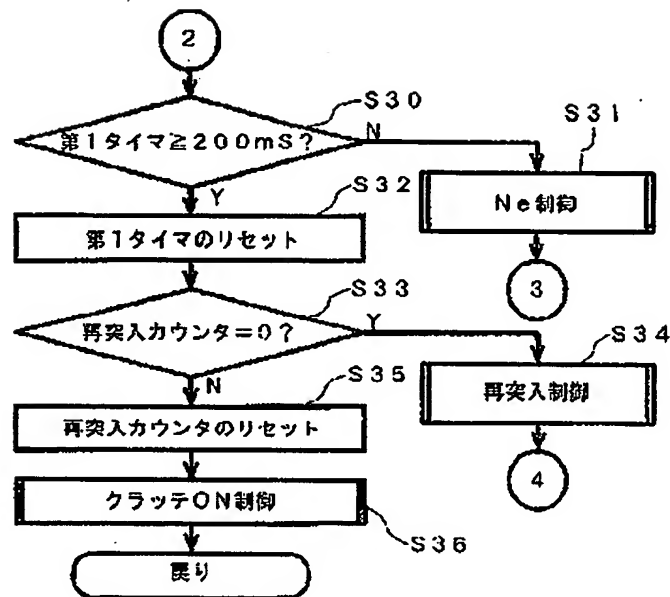 2
S30
第1タイマ≧200mS?
N
S31
Y
S32
Ne制御
第1タイマのリセット
3
S33
再突入カウンタ=0?
Y
S34
N
S35
再突入制御
再突入カウンタのリセット
4
クラッチON制御
S36
戻り